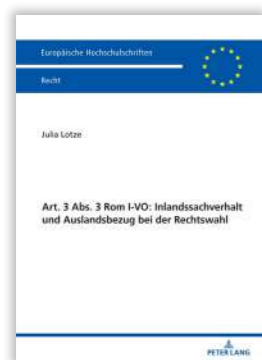 Europäische Hochschulschriften
Recht
Julia Lotze
Art. 3 Abs. 3 Rom I-VO: Inlandssachverhalt
und Auslandsbezug bei der Rechtswahl
PETER LANG